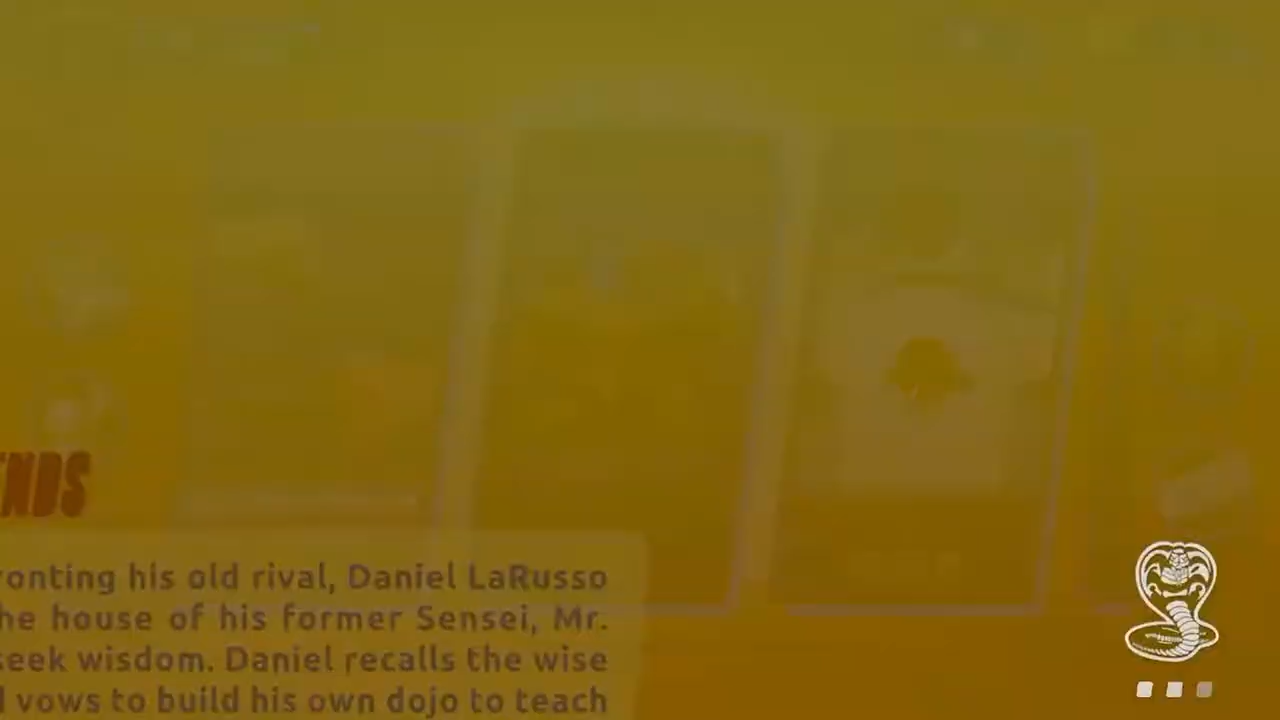 ENDS
ronting his old rival, Daniel LaRusso
he house of his former Sensei, Mr.
seek wisdom. Daniel recalls the wise
vows to build his own dojo to teach